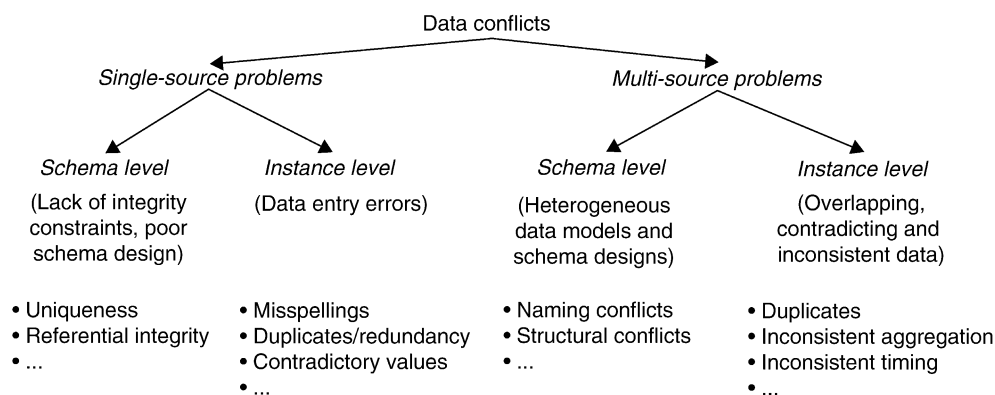 Data conflicts
Single-source problems
Multi-source problems
Schema level
(Lack of integrity
constraints, poor
schema design)
• Uniqueness
• Referential integrity
• ...
Instance level
(Data entry errors)
• Misspellings
• Duplicates/redundancy
• Contradictory values
• ...
Schema level
(Heterogeneous
data models and
schema designs)
• Naming conflicts
• Structural conflicts
• ...
Instance level
(Overlapping,
contradicting and
inconsistent data)
• Duplicates
• Inconsistent aggregation
• Inconsistent timing
• ...